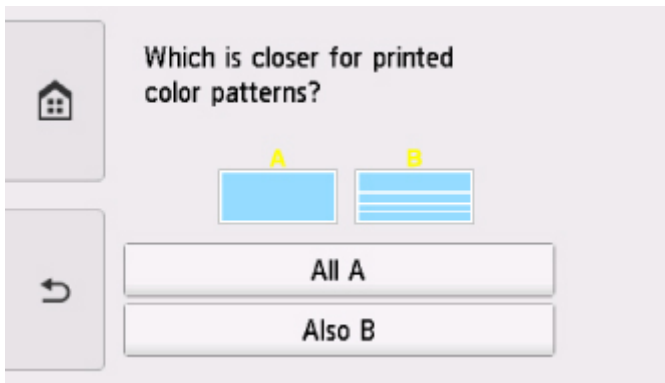 Which is closer for printed
color patterns?
A B
All A
Also B